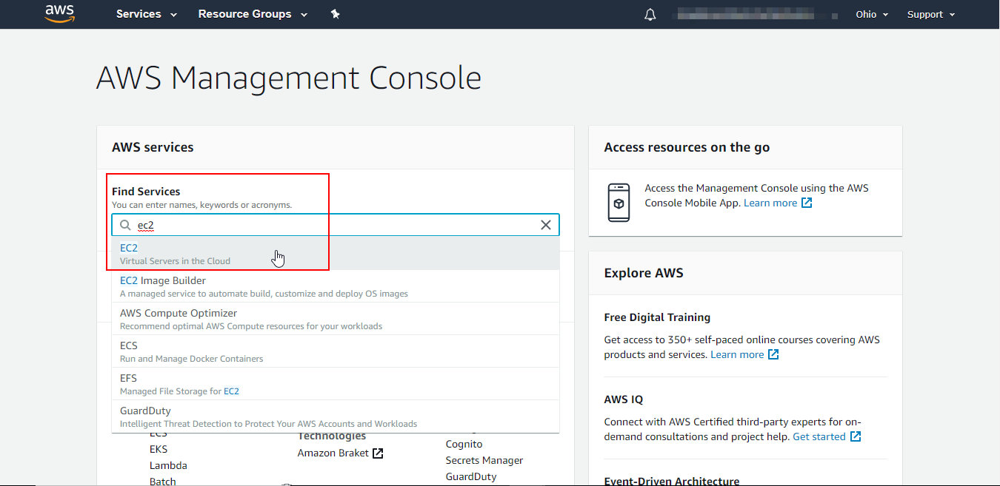 aws Services Resource Groups Ohio Support
AWS Management Console
AWS services
Find Services
You can enter names, keywords or acronyms.
ec2
EC2
Virtual Servers in the Cloud
EC2 Image Builder
A managed service to automate build, customize and deploy OS images
AWS Compute Optimizer
Recommend optimal AWS Compute resources for your workloads
ECS
Run and Manage Docker Containers
EFS
Managed File Storage for EC2
GuardDuty
Intelligent Threat Detection to Protect Your AWS Accounts and Workloads
ECS
EKS
Lambda
Batch
Technologies
Amazon Braket
Cognito
Secrets Manager
GuardDuty
Access resources on the go
Access the Management Console using the AWS
Console Mobile App. Learn more
Explore AWS
Free Digital Training
Get access to 350+ self-paced online courses covering AWS
products and services. Learn more
AWS IQ
Connect with AWS Certified third-party experts for on-
demand consultations and project help. Get started
Event-Driven Architecture